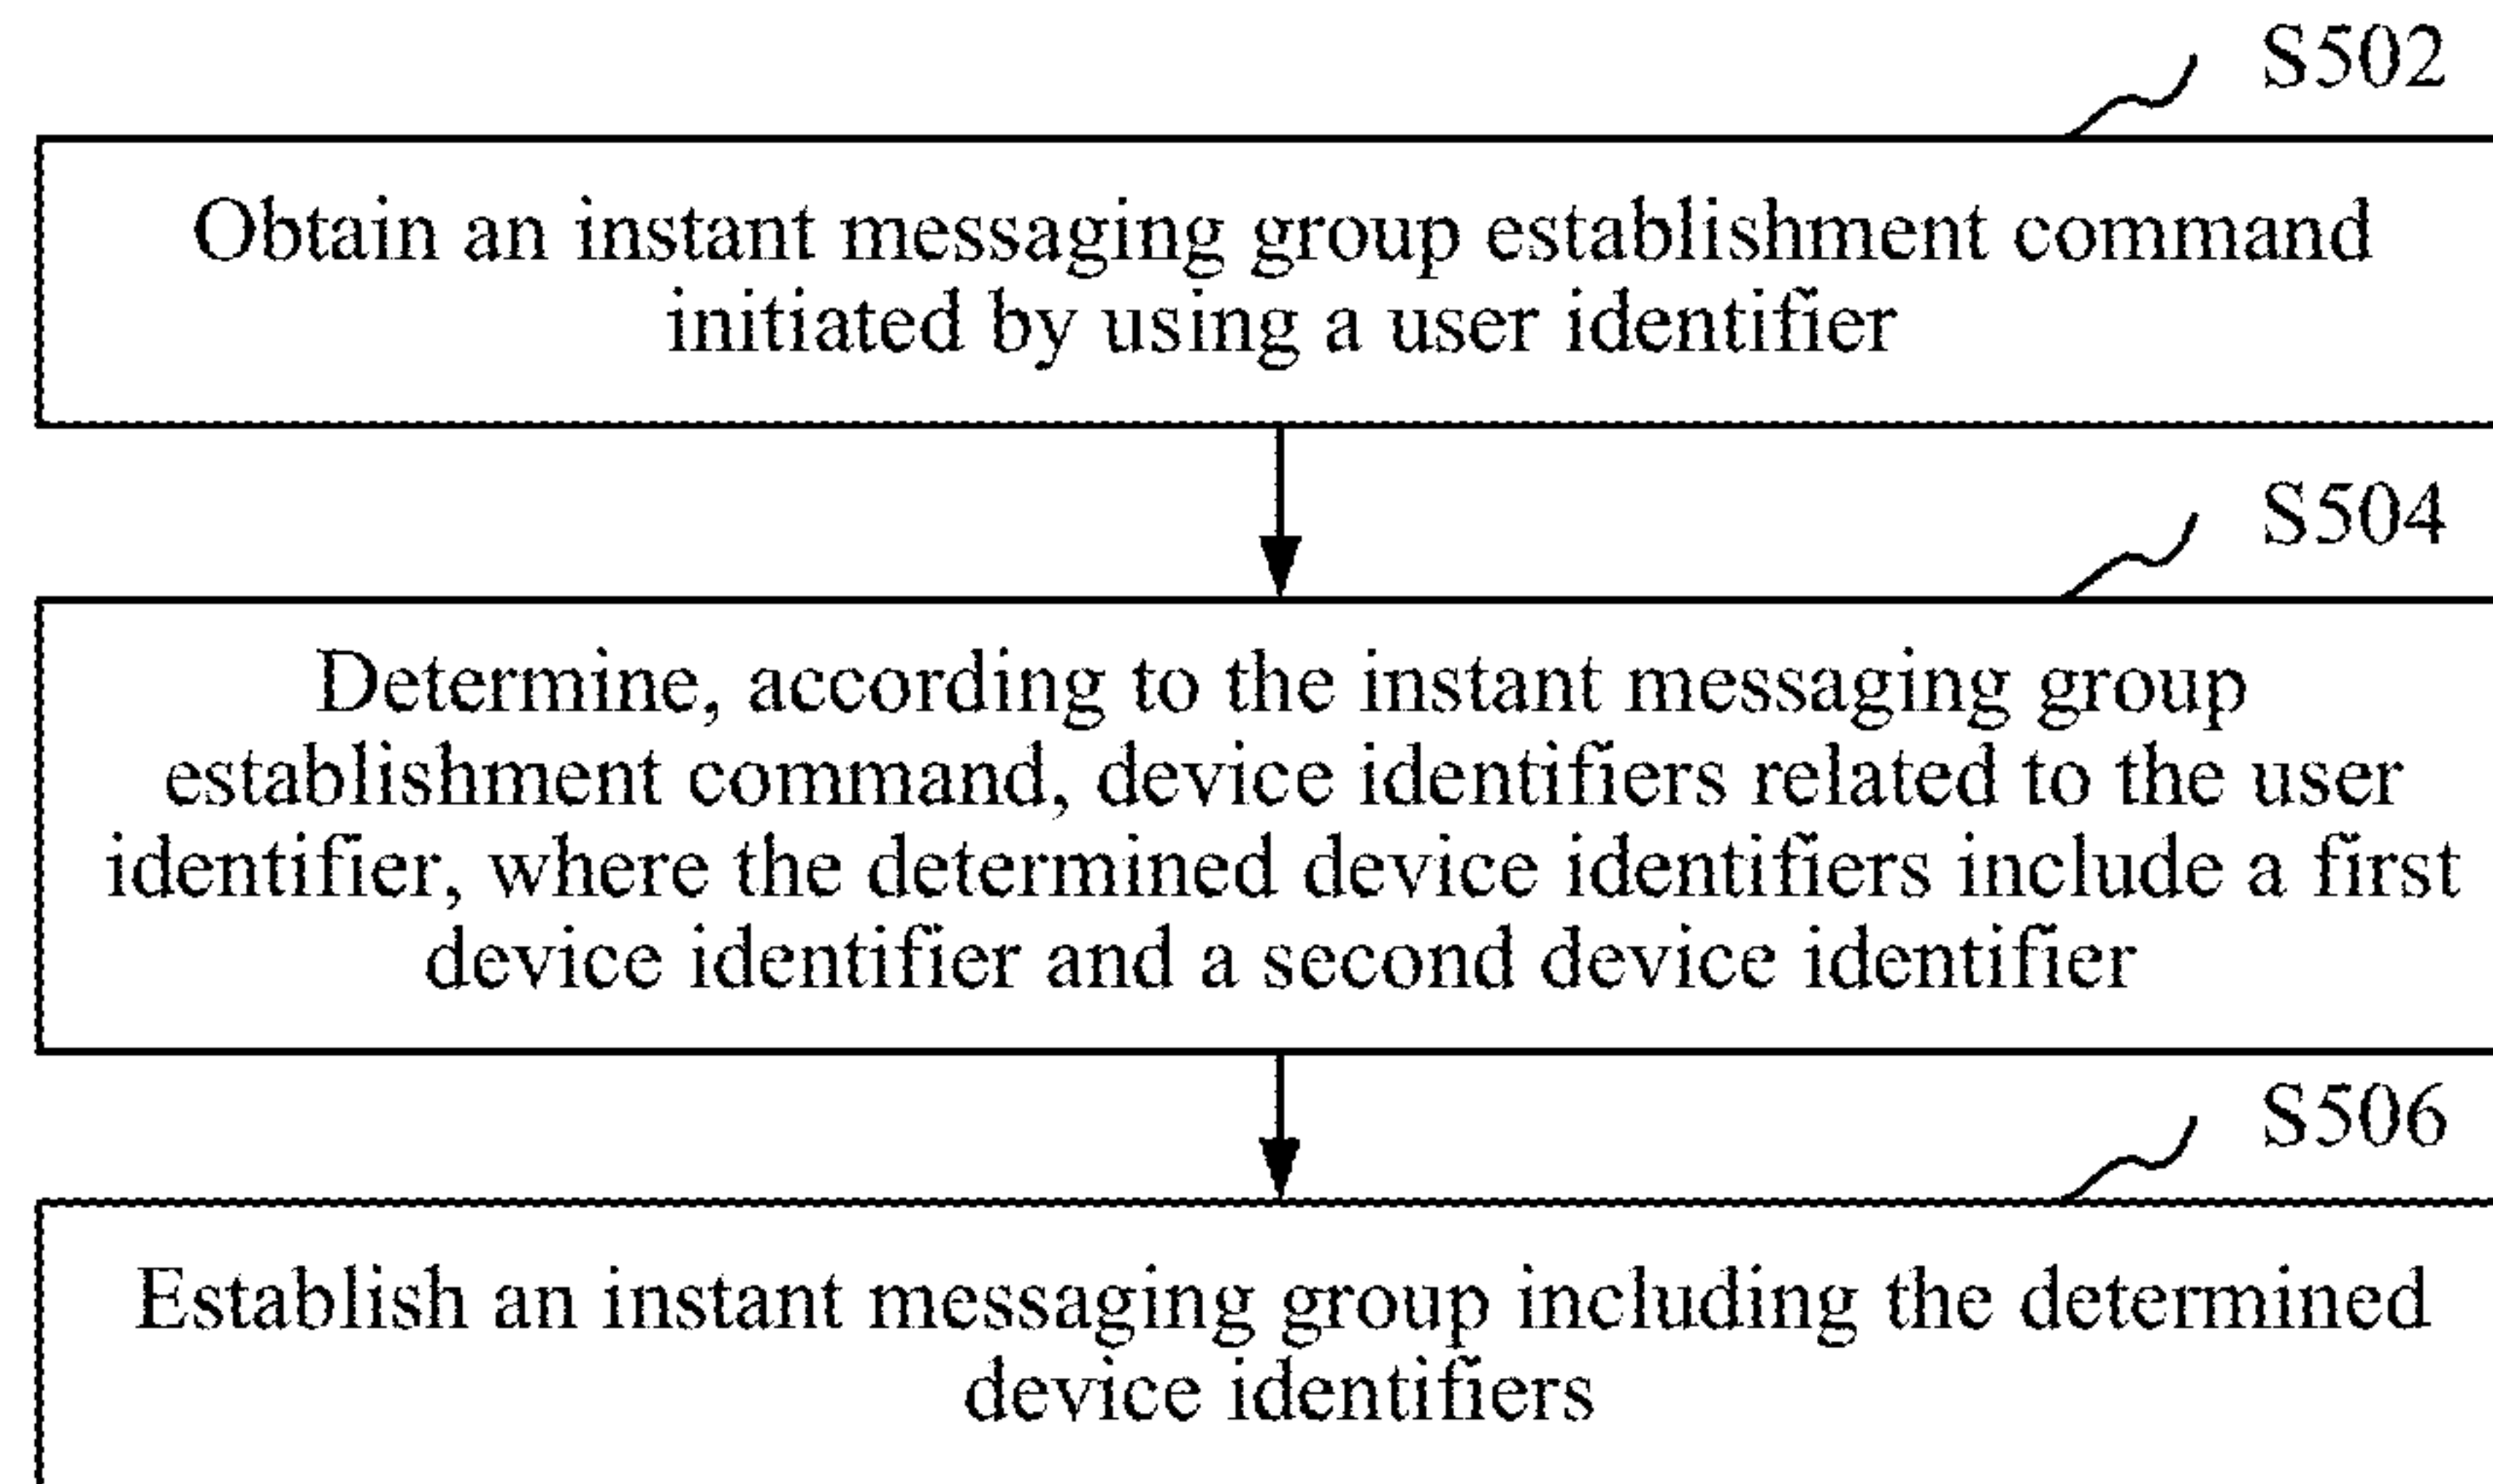 S502
Obtain an instant messaging group establishment command
initiated by using a user identifier
S504
Determine, according to the instant messaging group
establishment command, device identifiers related to the user
identifier, where the determined device identifiers include a first
device identifier and a second device identifier
S506
Establish an instant messaging group including the determined
device identifiers